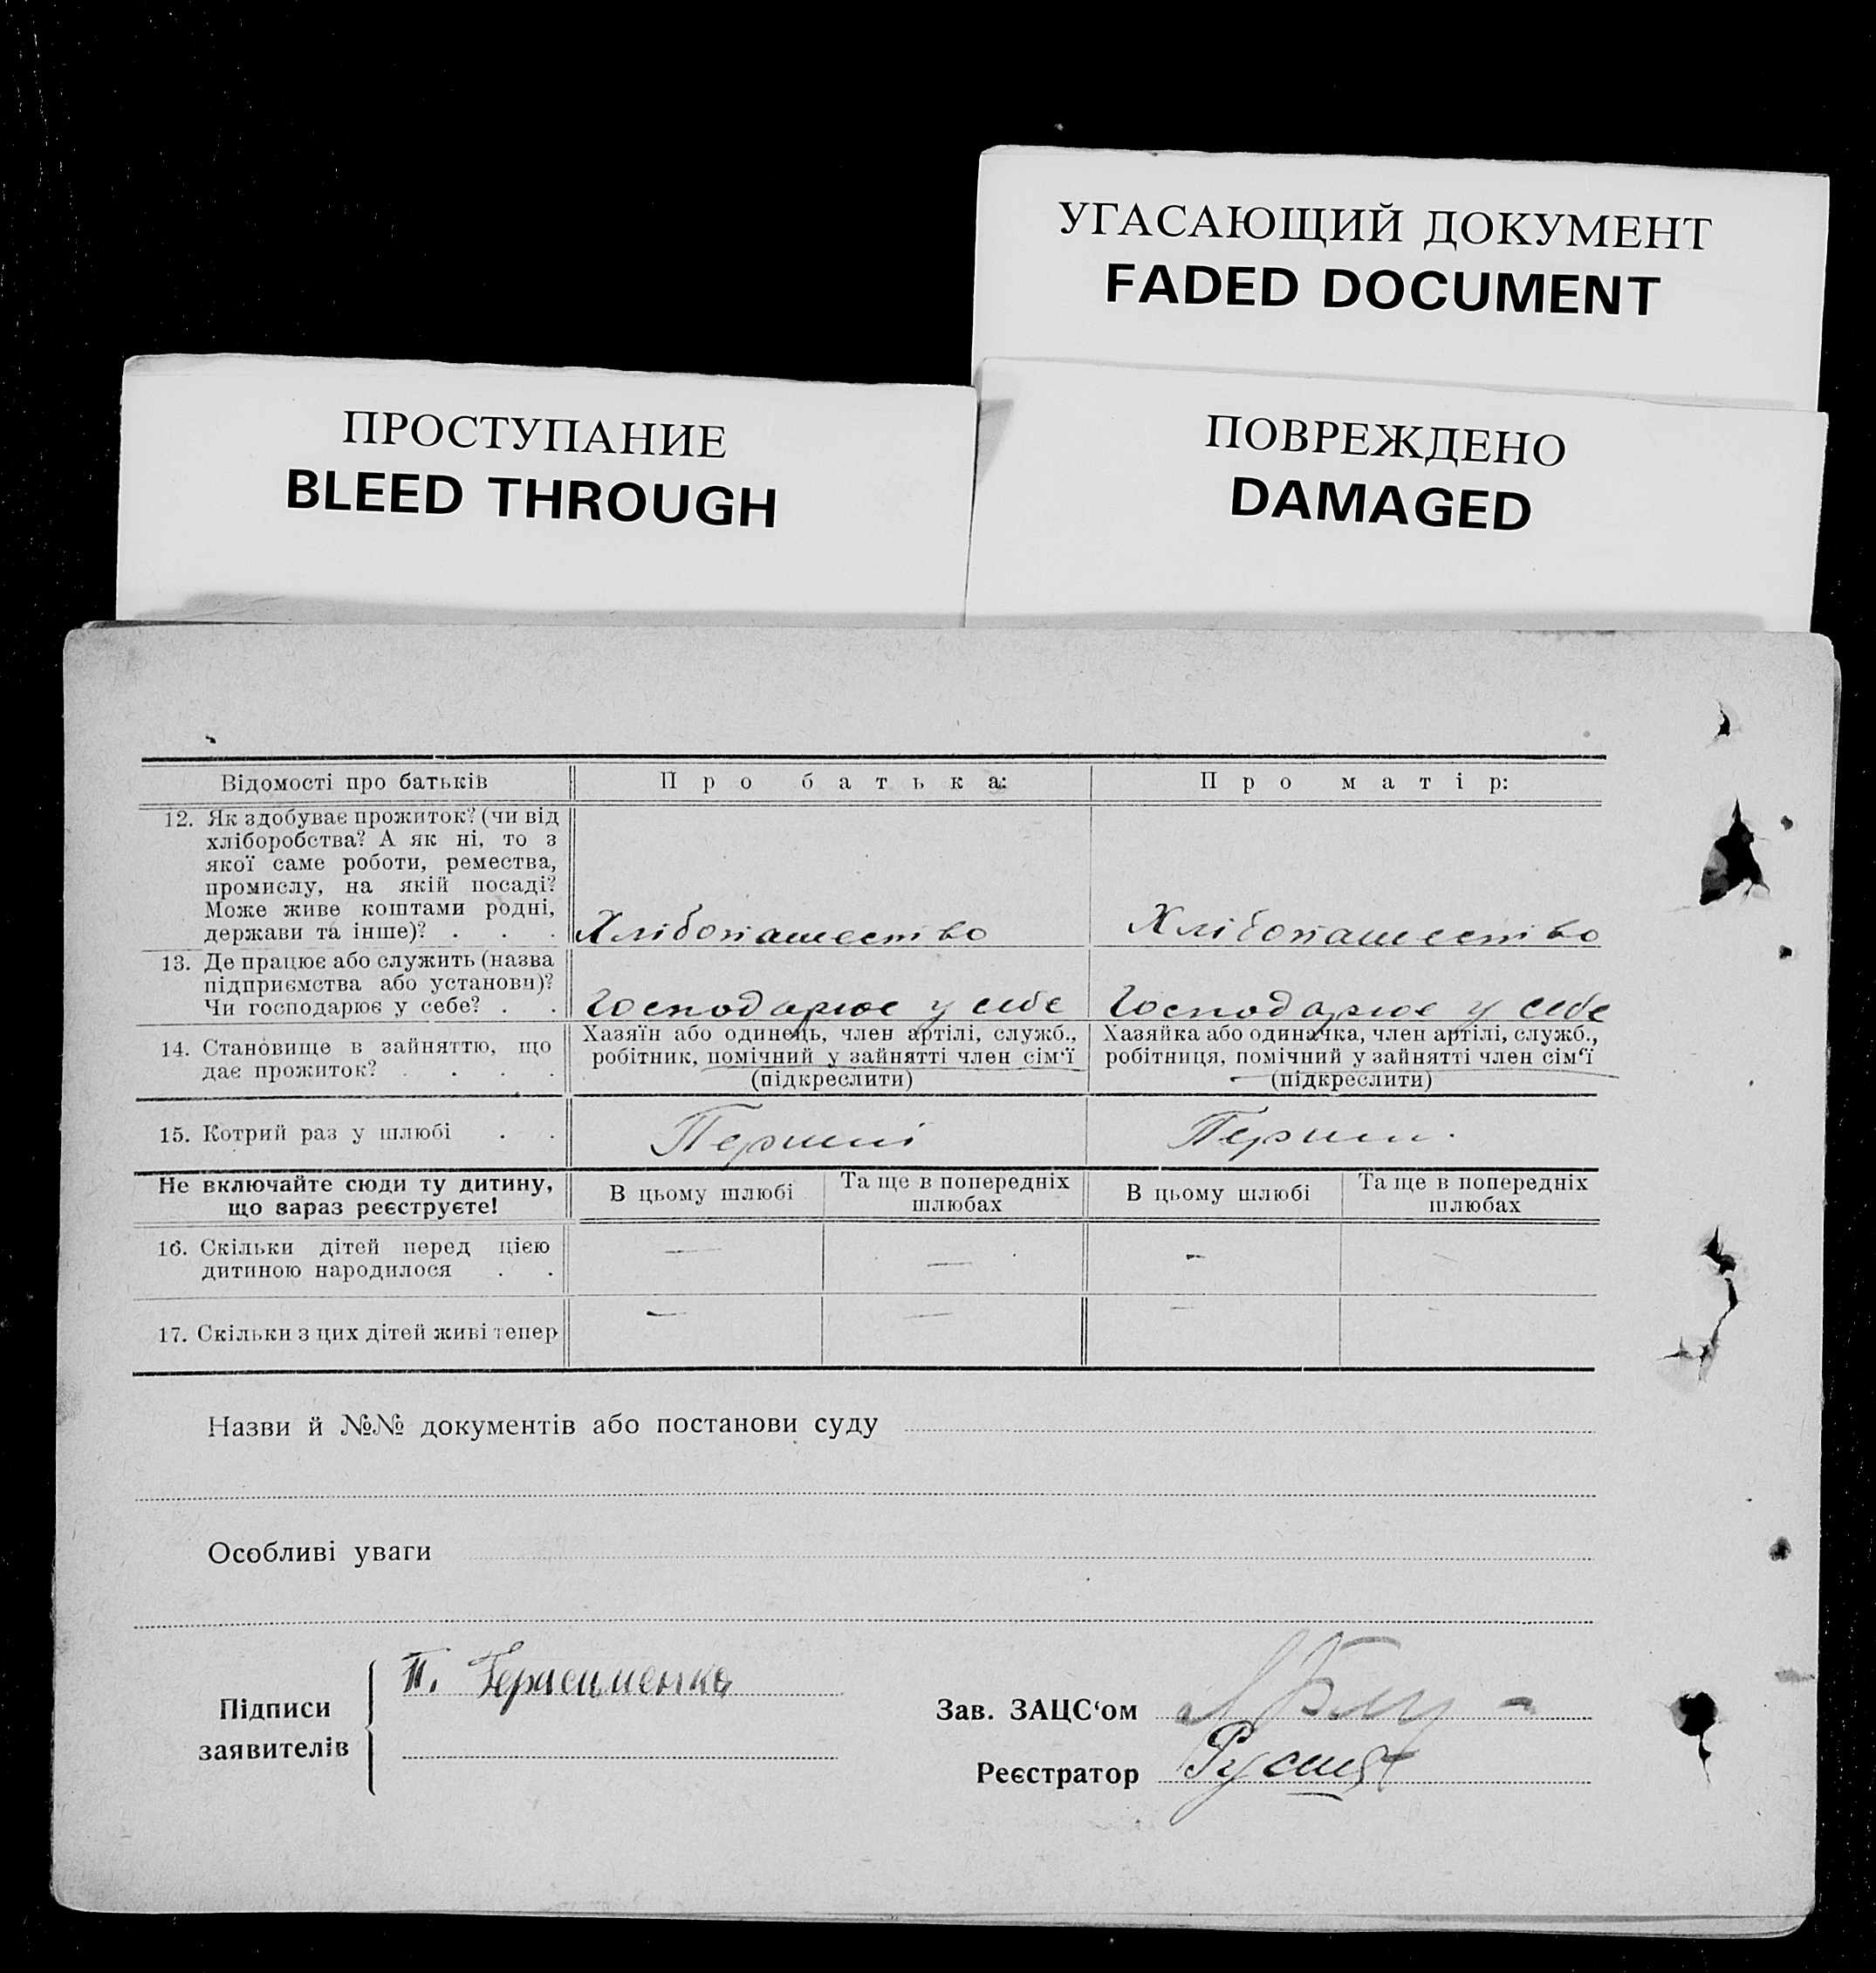 УГАСАЮЩИЙ ДОКУМЕНТ
FADED DOCUMENT
ПРОСТУПАНИЕ
BLEED THROUGH
ПОВРЕЖДЕНО
DAMAGED
Відомості про батьків
Про батька:
Про матір:
12. Як здобуває прожиток? (чи від
хліборобства? А як ні, то з
якої саме роботи, ремества,
промислу, на якій посаді?
Може живе коштами родні,
держави та інше)? . . .
Хлібопашество
Хлібопашество
13. Де працює або служить (назва
підприємства або установи)?
Чи господарює у себе? . .
Господарює у себе
Господарює у себе
14. Становище в зайняттю, що
дає прожиток? . . . .
Хазяїн або одинець, член артілі, служб.,
робітник, помічний у зайнятті член сім‘ї
(підкреслити)
Хазяйка або одиначка, член артілі, служб.,
робітниця, помічний у зайнятті член сім‘ї
(підкреслити)
15. Котрий раз у шлюбі . .
Перший
Перший
Не включайте сюди ту дитину,
що зараз реєструєте!
В цьому шлюбі
Та ще в попередніх
шлюбах
В цьому шлюбі
Та ще в попередніх
шлюбах
16. Скільки дітей перед цією
дитиною народилося . .
— — — —
17. Скільки з цих дітей живі тепер
— — — —
Назви й №№ документів або постанови суду
Особливі уваги
Підписи
заявителів
П. Герасименко
Зав. ЗАЦС‘ом
Реєстратор